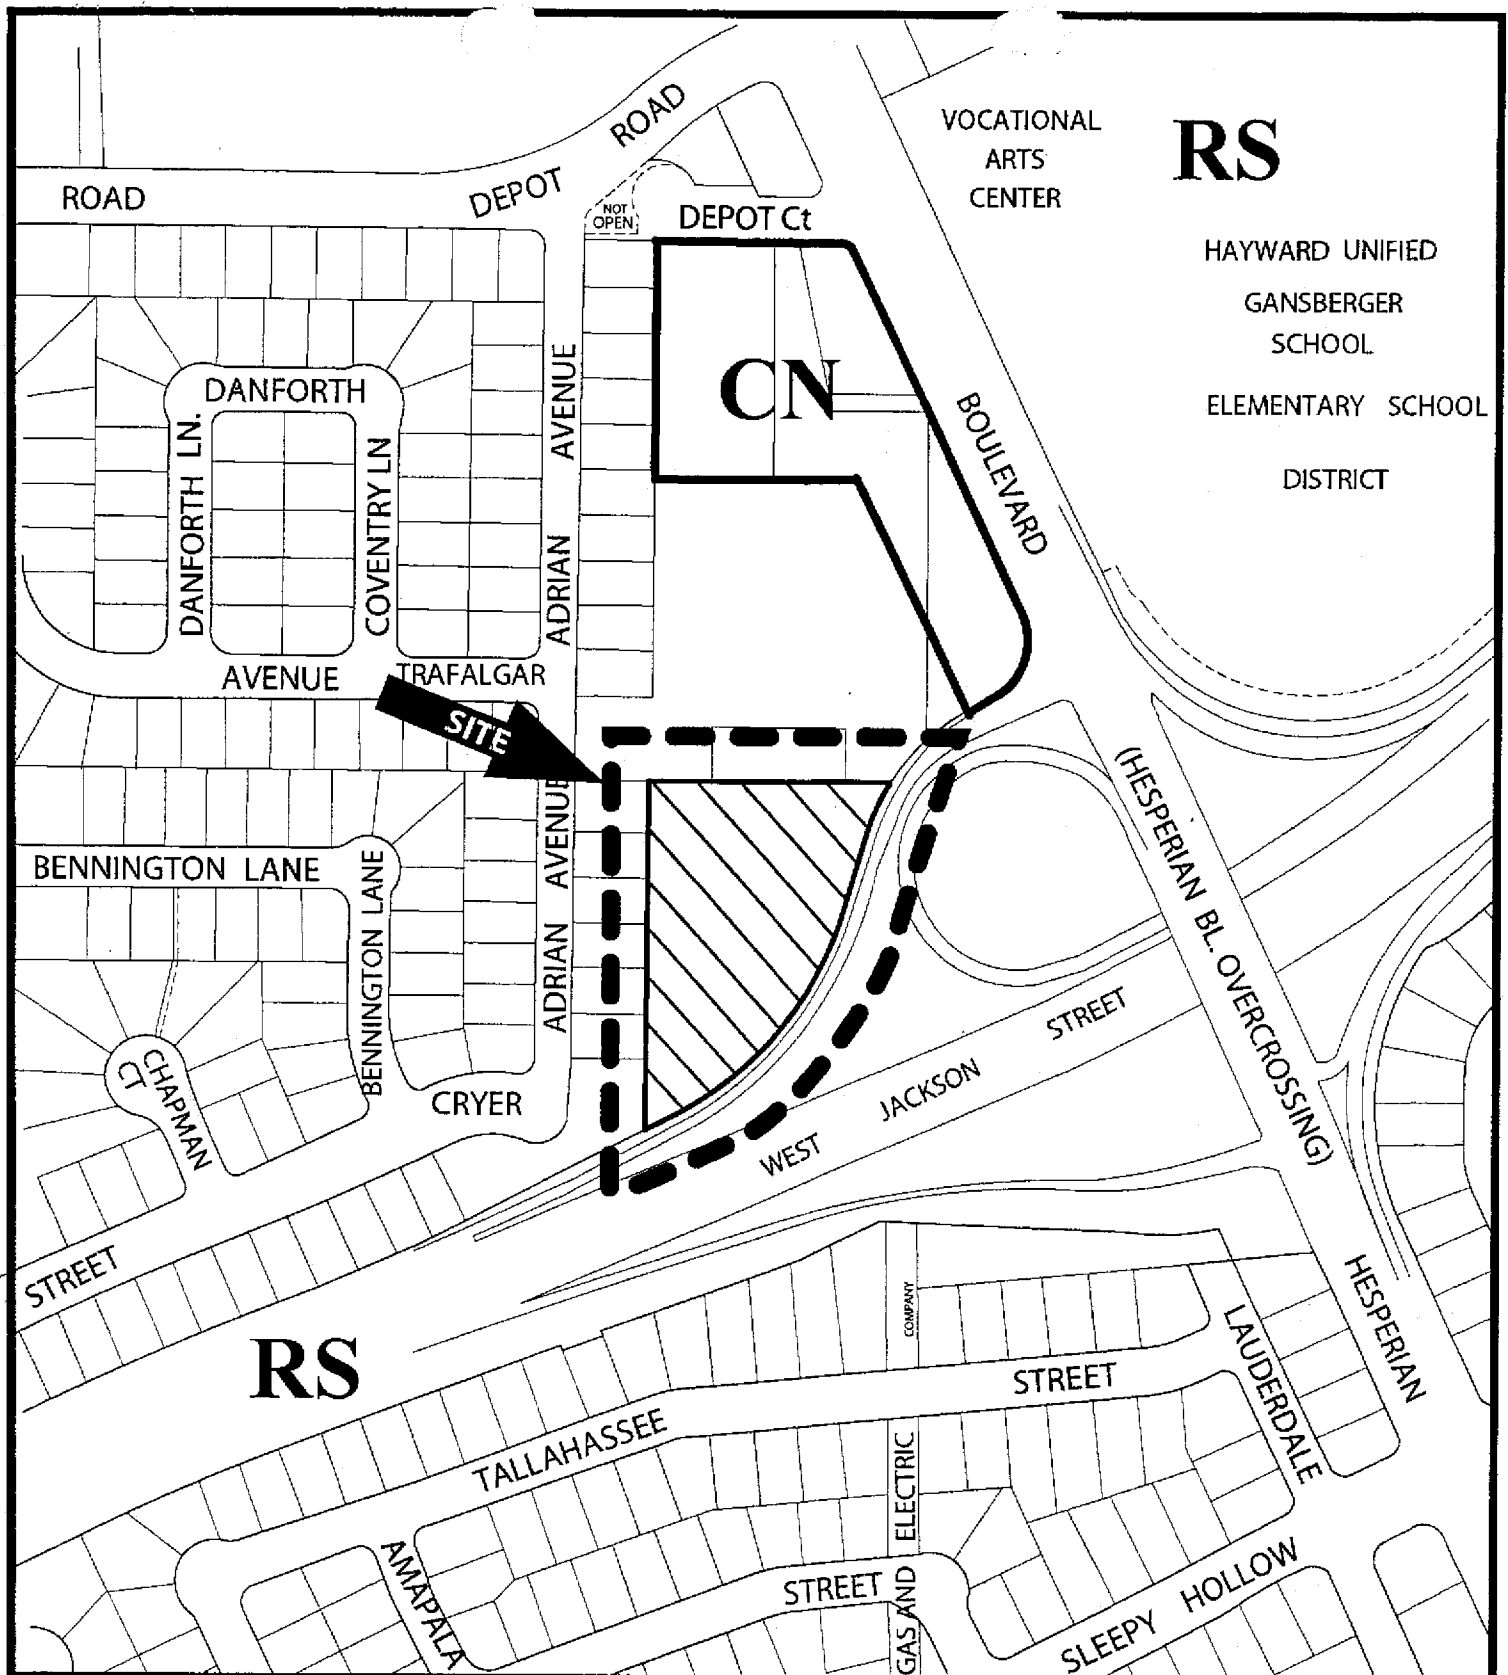 ROAD
DEPOT
ROAD
NOT
OPEN
DEPOT Ct
VOCATIONAL
ARTS
CENTER
RS
HAYWARD UNIFIED
GANSBERGER
SCHOOL
ELEMENTARY SCHOOL
DISTRICT
CN
BOULEVARD
DANFORTH
DANFORTH LN.
COVENTRY LN
ADRIAN AVENUE
AVENUE TRAFALGAR
SITE
ADRIAN AVENUE
BENNINGTON LANE
BENNINGTON LANE
CHAPMAN
CT
CRYER
STREET
(HESPERIAN BL. OVERCROSSING)
WEST JACKSON STREET
RS
HESPERIAN
COMPANY
LAUDERDALE
TALLAHASSEE STREET
AMAPALA
STREET
GAS AND ELECTRIC
SLEEPY HOLLOW